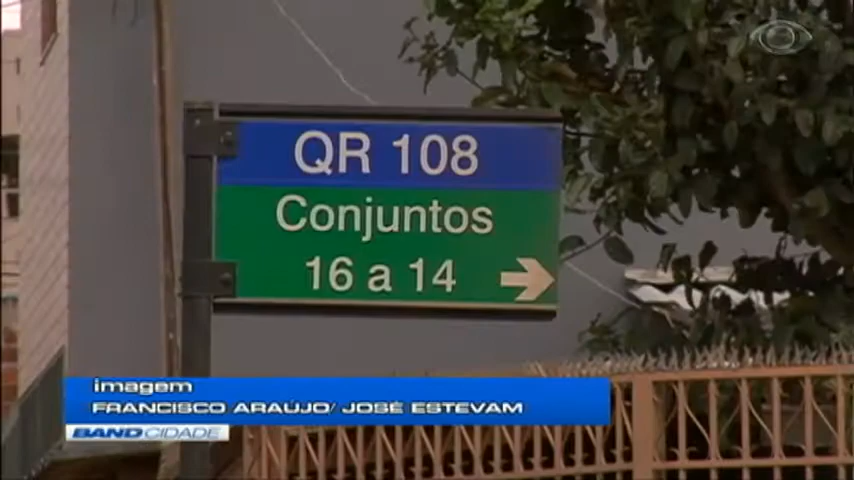 QR 108
Conjuntos
16 a 14
imagem
FRANCISCO ARAÚJO/ JOSÉ ESTEVAM
BANDCIDADE